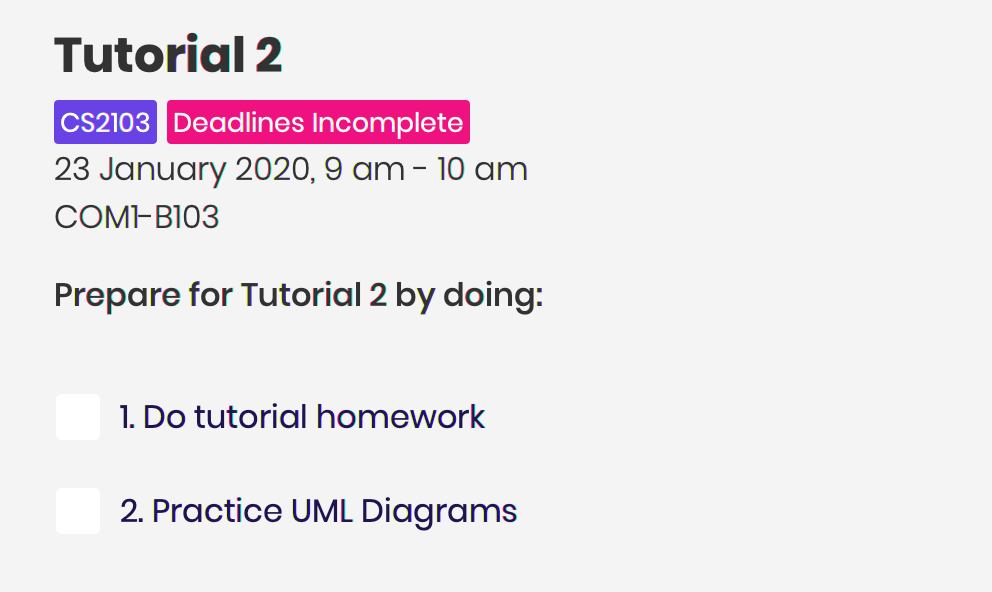 Tutorial 2
CS2103 Deadlines Incomplete
23 January 2020, 9 am - 10 am
COM1-B103
Prepare for Tutorial 2 by doing:
1. Do tutorial homework
2. Practice UML Diagrams